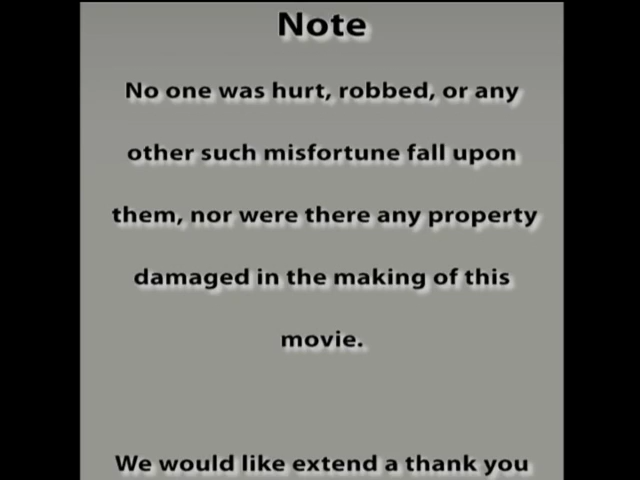 Note
No one was hurt, robbed, or any
other such misfortune fall upon
them, nor were there any property
damaged in the making of this
movie.
We would like extend a thank you